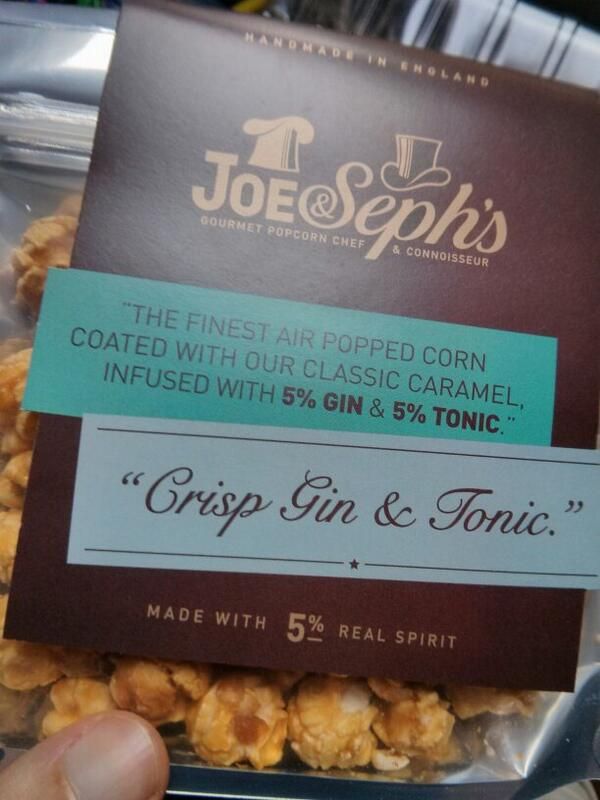 HANDMADE IN ENGLAND
JOE & Seph's
GOURMET POPCORN CHEF & CONNOISSEUR
"THE FINEST AIR POPPED CORN
COATED WITH OUR CLASSIC CARAMEL,
INFUSED WITH 5% GIN & 5% TONIC."
"Crisp Gin & Tonic."
MADE WITH 5% REAL SPIRIT